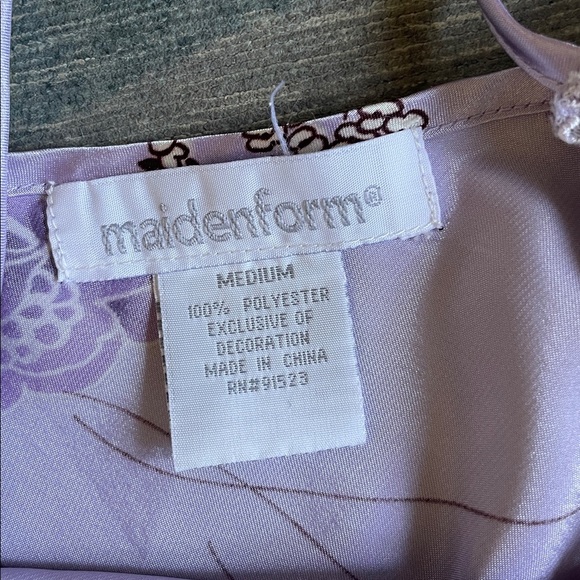 maidenform®
MEDIUM
100% POLYESTER
EXCLUSIVE OF
DECORATION
MADE IN CHINA
RN#91523